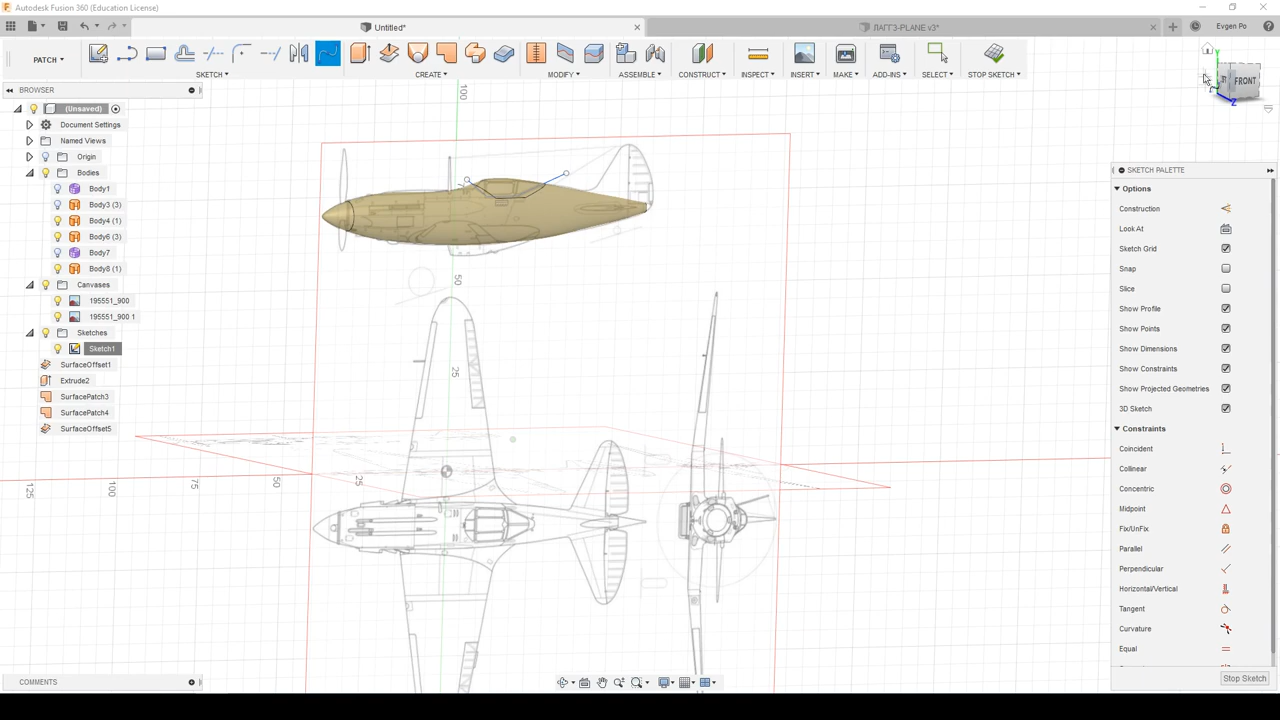 Autodesk Fusion 360 (Education License)
Untitled*
ЛАГГЗ-PLANE v3*
Evgen Po
PATCH
SKETCH
CREATE
MODIFY
ASSEMBLE
CONSTRUCT
INSPECT
INSERT
MAKE
ADD-INS
SELECT
STOP SKETCH
BROWSER
(Unsaved)
Document Settings
Named Views
Origin
Bodies
Body1
Body3 (3)
Body4 (1)
Body6 (3)
Body7
Body8 (1)
Canvases
195551_900
195551_900 1
Sketches
Sketch1
SurfaceOffset1
Extrude2
SurfacePatch3
SurfacePatch4
SurfaceOffset5
100
50
25
125
100
75
50
25
Y
Z
FRONT
SKETCH PALETTE
Options
Construction
Look At
Sketch Grid
Snap
Slice
Show Profile
Show Points
Show Dimensions
Show Constraints
Show Projected Geometries
3D Sketch
Constraints
Coincident
Collinear
Concentric
Midpoint
Fix/UnFix
Parallel
Perpendicular
Horizontal/Vertical
Tangent
Curvature
Equal
Stop Sketch
COMMENTS